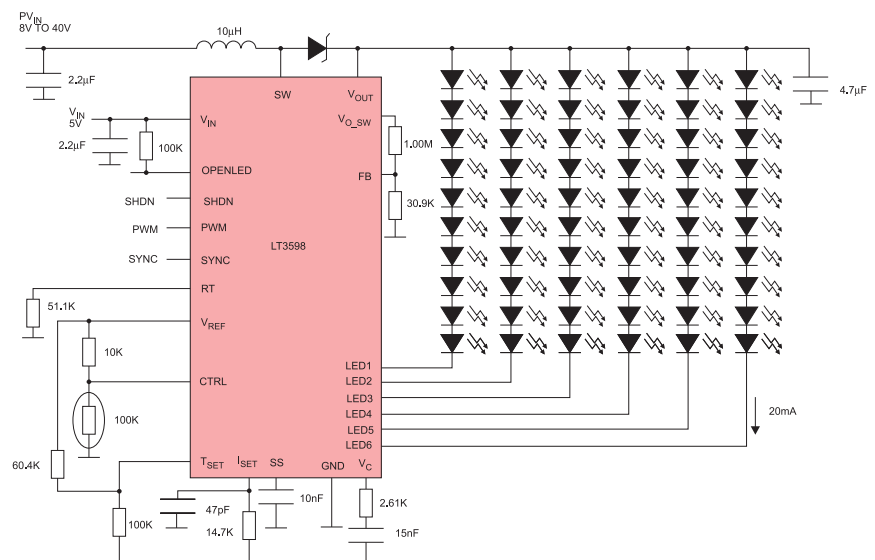 PVIN
8V TO 40V
10µH
2.2µF
SW
VOUT
4.7µF
VIN
5V
VIN
VO_SW
2.2µF
100K
1.00M
OPENLED
FB
SHDN
SHDN
30.9K
PWM
PWM
LT3598
SYNC
SYNC
RT
51.1K
VREF
10K
LED1
CTRL
LED2
LED3
100K
LED4
20mA
LED5
LED6
60.4K
TSET
ISET
SS
GND
VC
47pF
10nF
2.61K
100K
14.7K
15nF